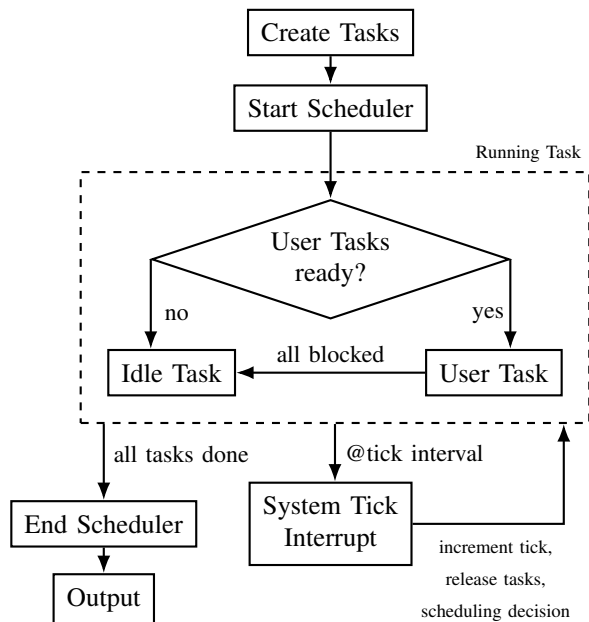 Create Tasks
Start Scheduler
Running Task
User Tasks
ready?
no
yes
all blocked
Idle Task
User Task
all tasks done
@tick interval
End Scheduler
System Tick
Interrupt
increment tick,
release tasks,
scheduling decision
Output